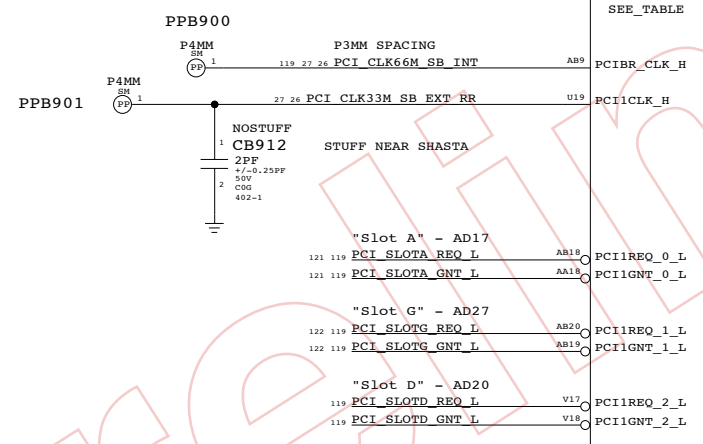 SEE_TABLE
PPB900
P4MM
SM
PP
1
P3MM SPACING
119 27 26 PCI_CLK66M_SB_INT
AB9
PCIBR_CLK_H
PPB901
P4MM
SM
PP
1
27 26 PCI_CLK33M_SB_EXT_RR
U19
PCI1CLK_H
NOSTUFF
1
CB912
STUFF NEAR SHASTA
2PF
+/-0.25PF
50V
2
C0G
402-1
"Slot A" - AD17
121 119 PCI_SLOTA_REQ_L
AB18
PCI1REQ_0_L
121 119 PCI_SLOTA_GNT_L
AA18
PCI1GNT_0_L
"Slot G" - AD27
122 119 PCI_SLOTG_REQ_L
AB20
PCI1REQ_1_L
122 119 PCI_SLOTG_GNT_L
AB19
PCI1GNT_1_L
"Slot D" - AD20
119 PCI_SLOTD_REQ_L
V17
PCI1REQ_2_L
119 PCI_SLOTD_GNT_L
V18
PCI1GNT_2_L